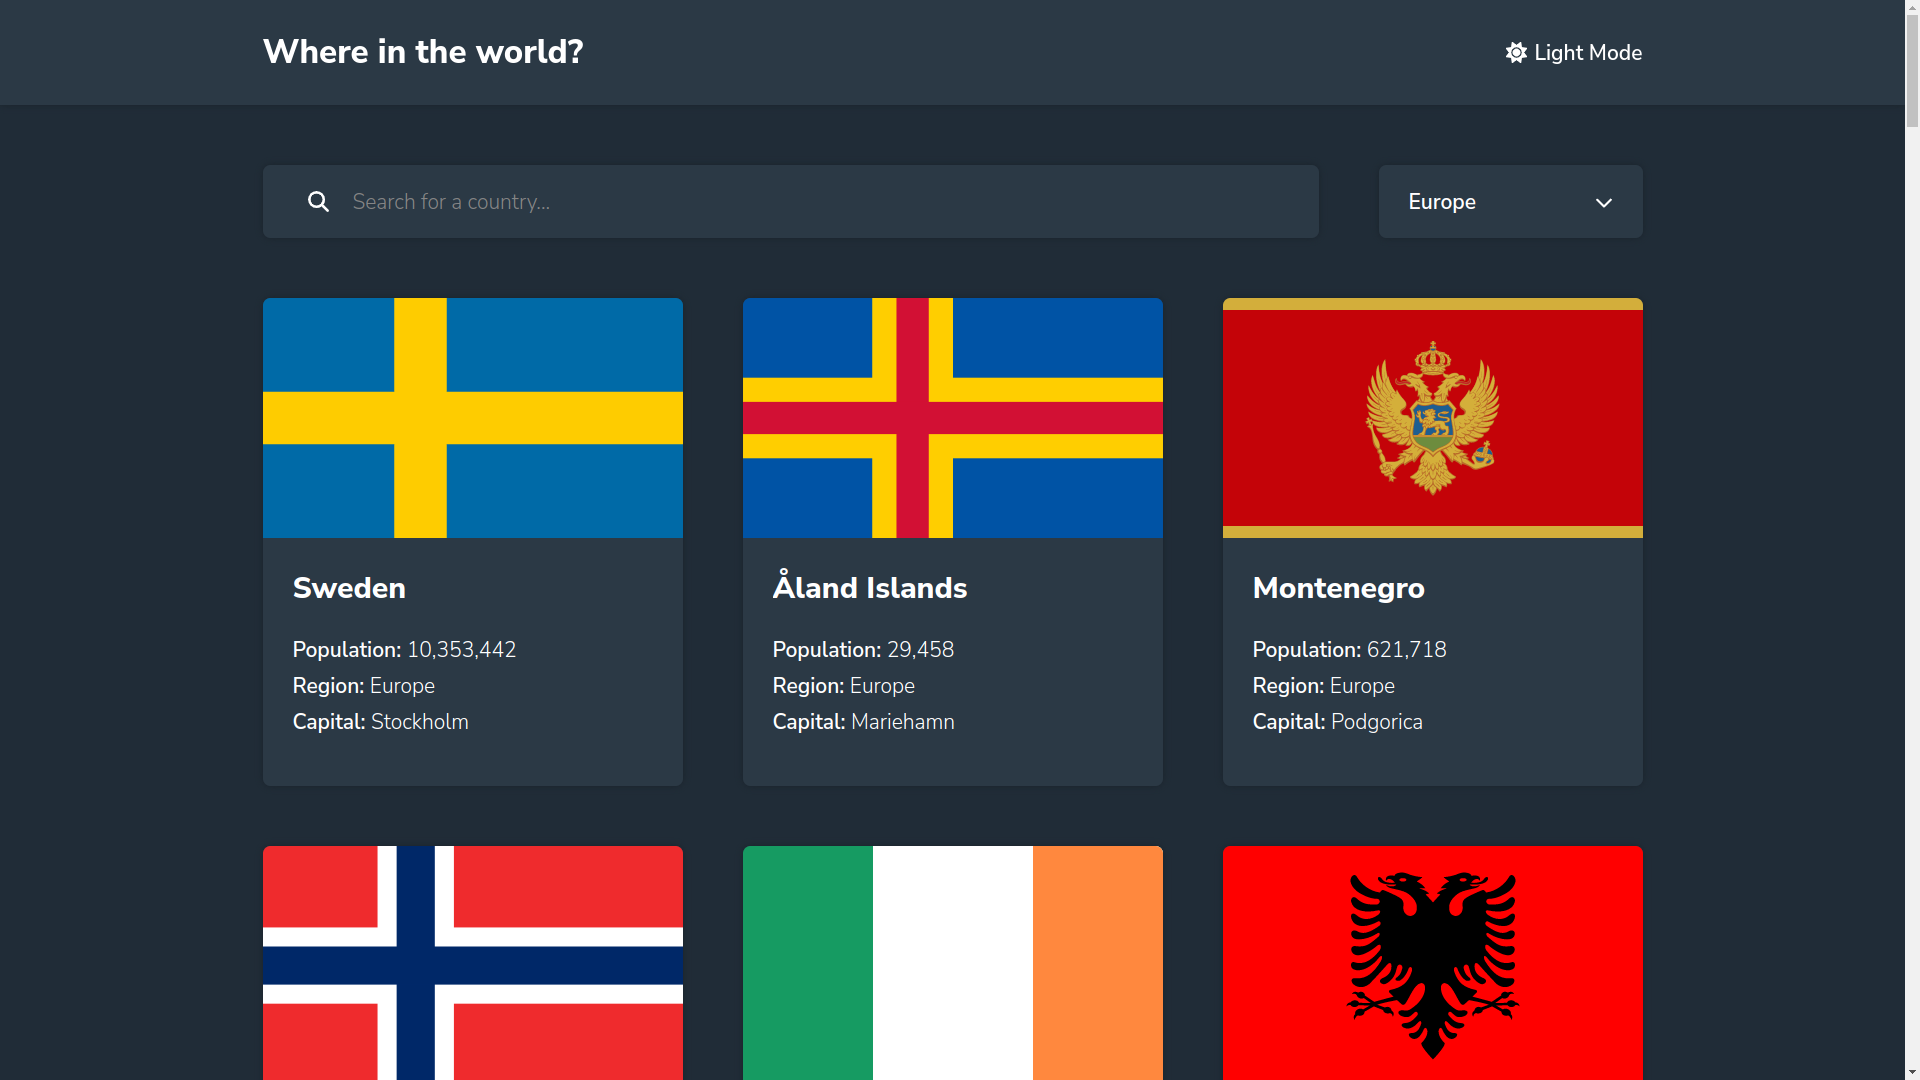 Where in the world?
Light Mode
Search for a country...
Europe
Sweden
Population: 10,353,442
Region: Europe
Capital: Stockholm
Åland Islands
Population: 29,458
Region: Europe
Capital: Mariehamn
Montenegro
Population: 621,718
Region: Europe
Capital: Podgorica